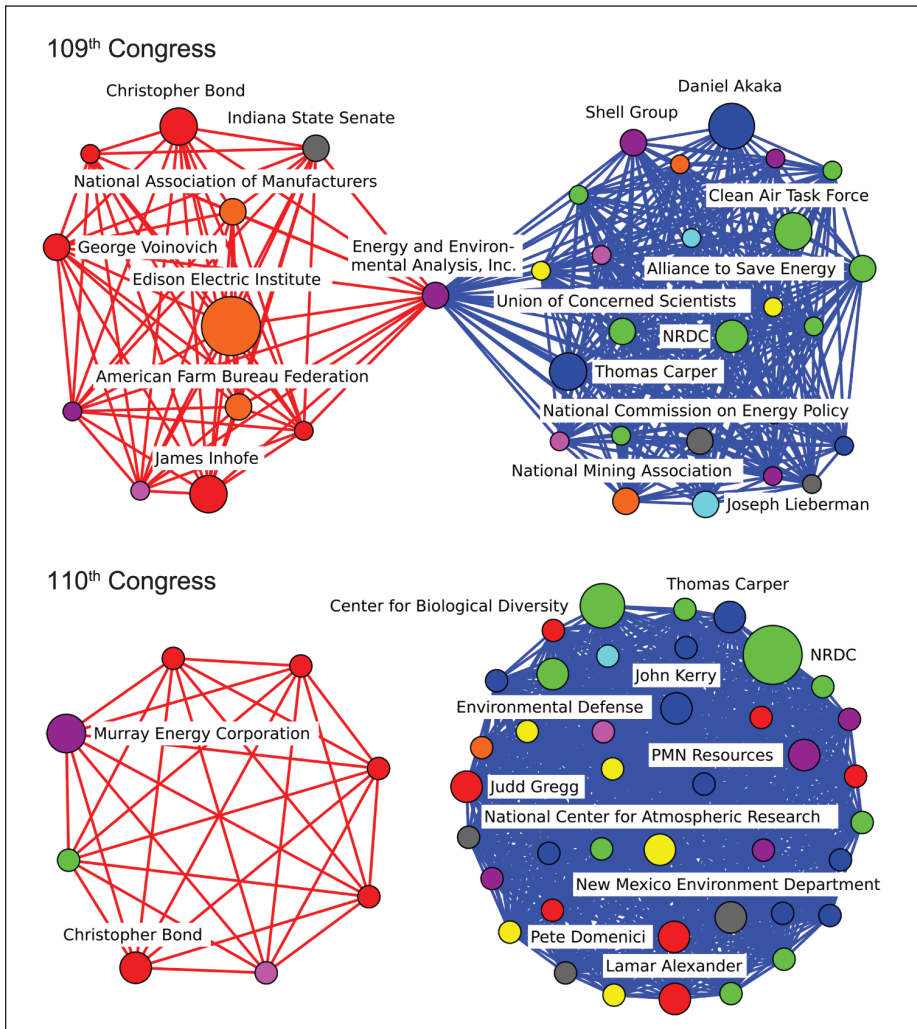 109th Congress
Christopher Bond
Indiana State Senate
National Association of Manufacturers
George Voinovich
Edison Electric Institute
American Farm Bureau Federation
James Inhofe
Energy and Environ-
mental Analysis, Inc.
Daniel Akaka
Shell Group
Clean Air Task Force
Alliance to Save Energy
Union of Concerned Scientists
NRDC
Thomas Carper
National Commission on Energy Policy
National Mining Association
Joseph Lieberman
110th Congress
Murray Energy Corporation
Christopher Bond
Thomas Carper
Center for Biological Diversity
NRDC
John Kerry
Environmental Defense
PMN Resources
Judd Gregg
National Center for Atmospheric Research
New Mexico Environment Department
Pete Domenici
Lamar Alexander